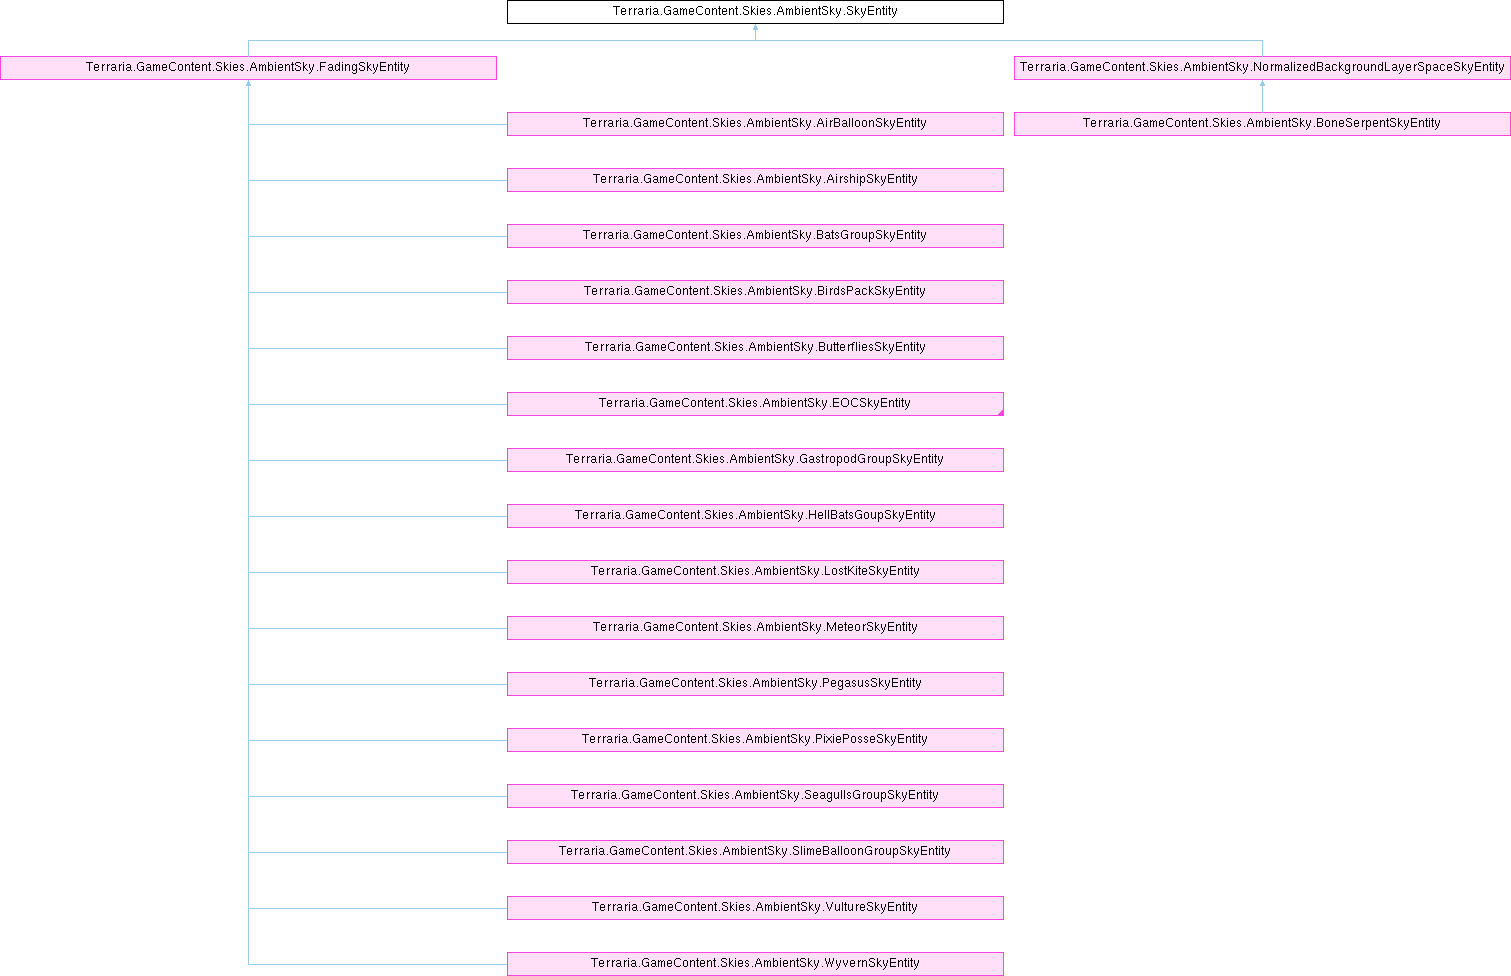 Terraria.GameContent.Skies.AmbientSky.SkyEntity
Terraria.GameContent.Skies.AmbientSky.FadingSkyEntity
Terraria.GameContent.Skies.AmbientSky.NormalizedBackgroundLayerSpaceSkyEntity
Terraria.GameContent.Skies.AmbientSky.AirBalloonSkyEntity
Terraria.GameContent.Skies.AmbientSky.BoneSerpentSkyEntity
Terraria.GameContent.Skies.AmbientSky.AirshipSkyEntity
Terraria.GameContent.Skies.AmbientSky.BatsGroupSkyEntity
Terraria.GameContent.Skies.AmbientSky.BirdsPackSkyEntity
Terraria.GameContent.Skies.AmbientSky.ButterfliesSkyEntity
Terraria.GameContent.Skies.AmbientSky.EOCSkyEntity
Terraria.GameContent.Skies.AmbientSky.GastropodGroupSkyEntity
Terraria.GameContent.Skies.AmbientSky.HellBatsGoupSkyEntity
Terraria.GameContent.Skies.AmbientSky.LostKiteSkyEntity
Terraria.GameContent.Skies.AmbientSky.MeteorSkyEntity
Terraria.GameContent.Skies.AmbientSky.PegasusSkyEntity
Terraria.GameContent.Skies.AmbientSky.PixiePosseSkyEntity
Terraria.GameContent.Skies.AmbientSky.SeagullsGroupSkyEntity
Terraria.GameContent.Skies.AmbientSky.SlimeBalloonGroupSkyEntity
Terraria.GameContent.Skies.AmbientSky.VultureSkyEntity
Terraria.GameContent.Skies.AmbientSky.WyvernSkyEntity